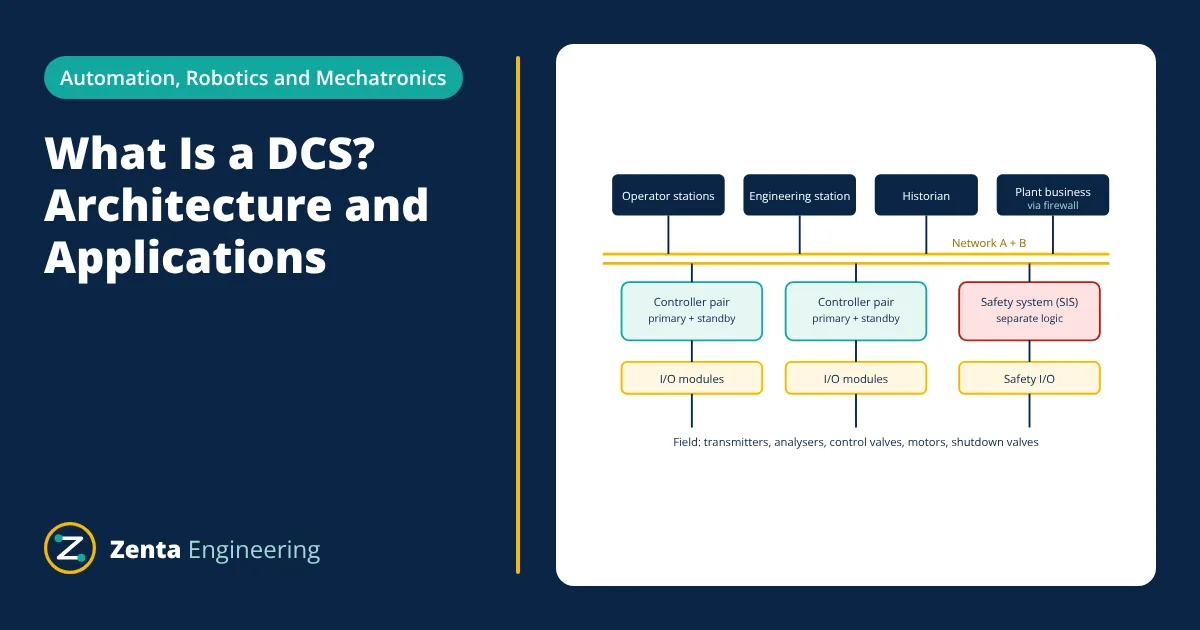 Automation, Robotics and Mechatronics
What Is a DCS?
Architecture and
Applications
Zenta Engineering
Operator stations
Engineering station
Historian
Plant business
via firewall
Network A + B
Controller pair
primary + standby
Controller pair
primary + standby
Safety system (SIS)
separate logic
I/O modules
I/O modules
Safety I/O
Field: transmitters, analysers, control valves, motors, shutdown valves